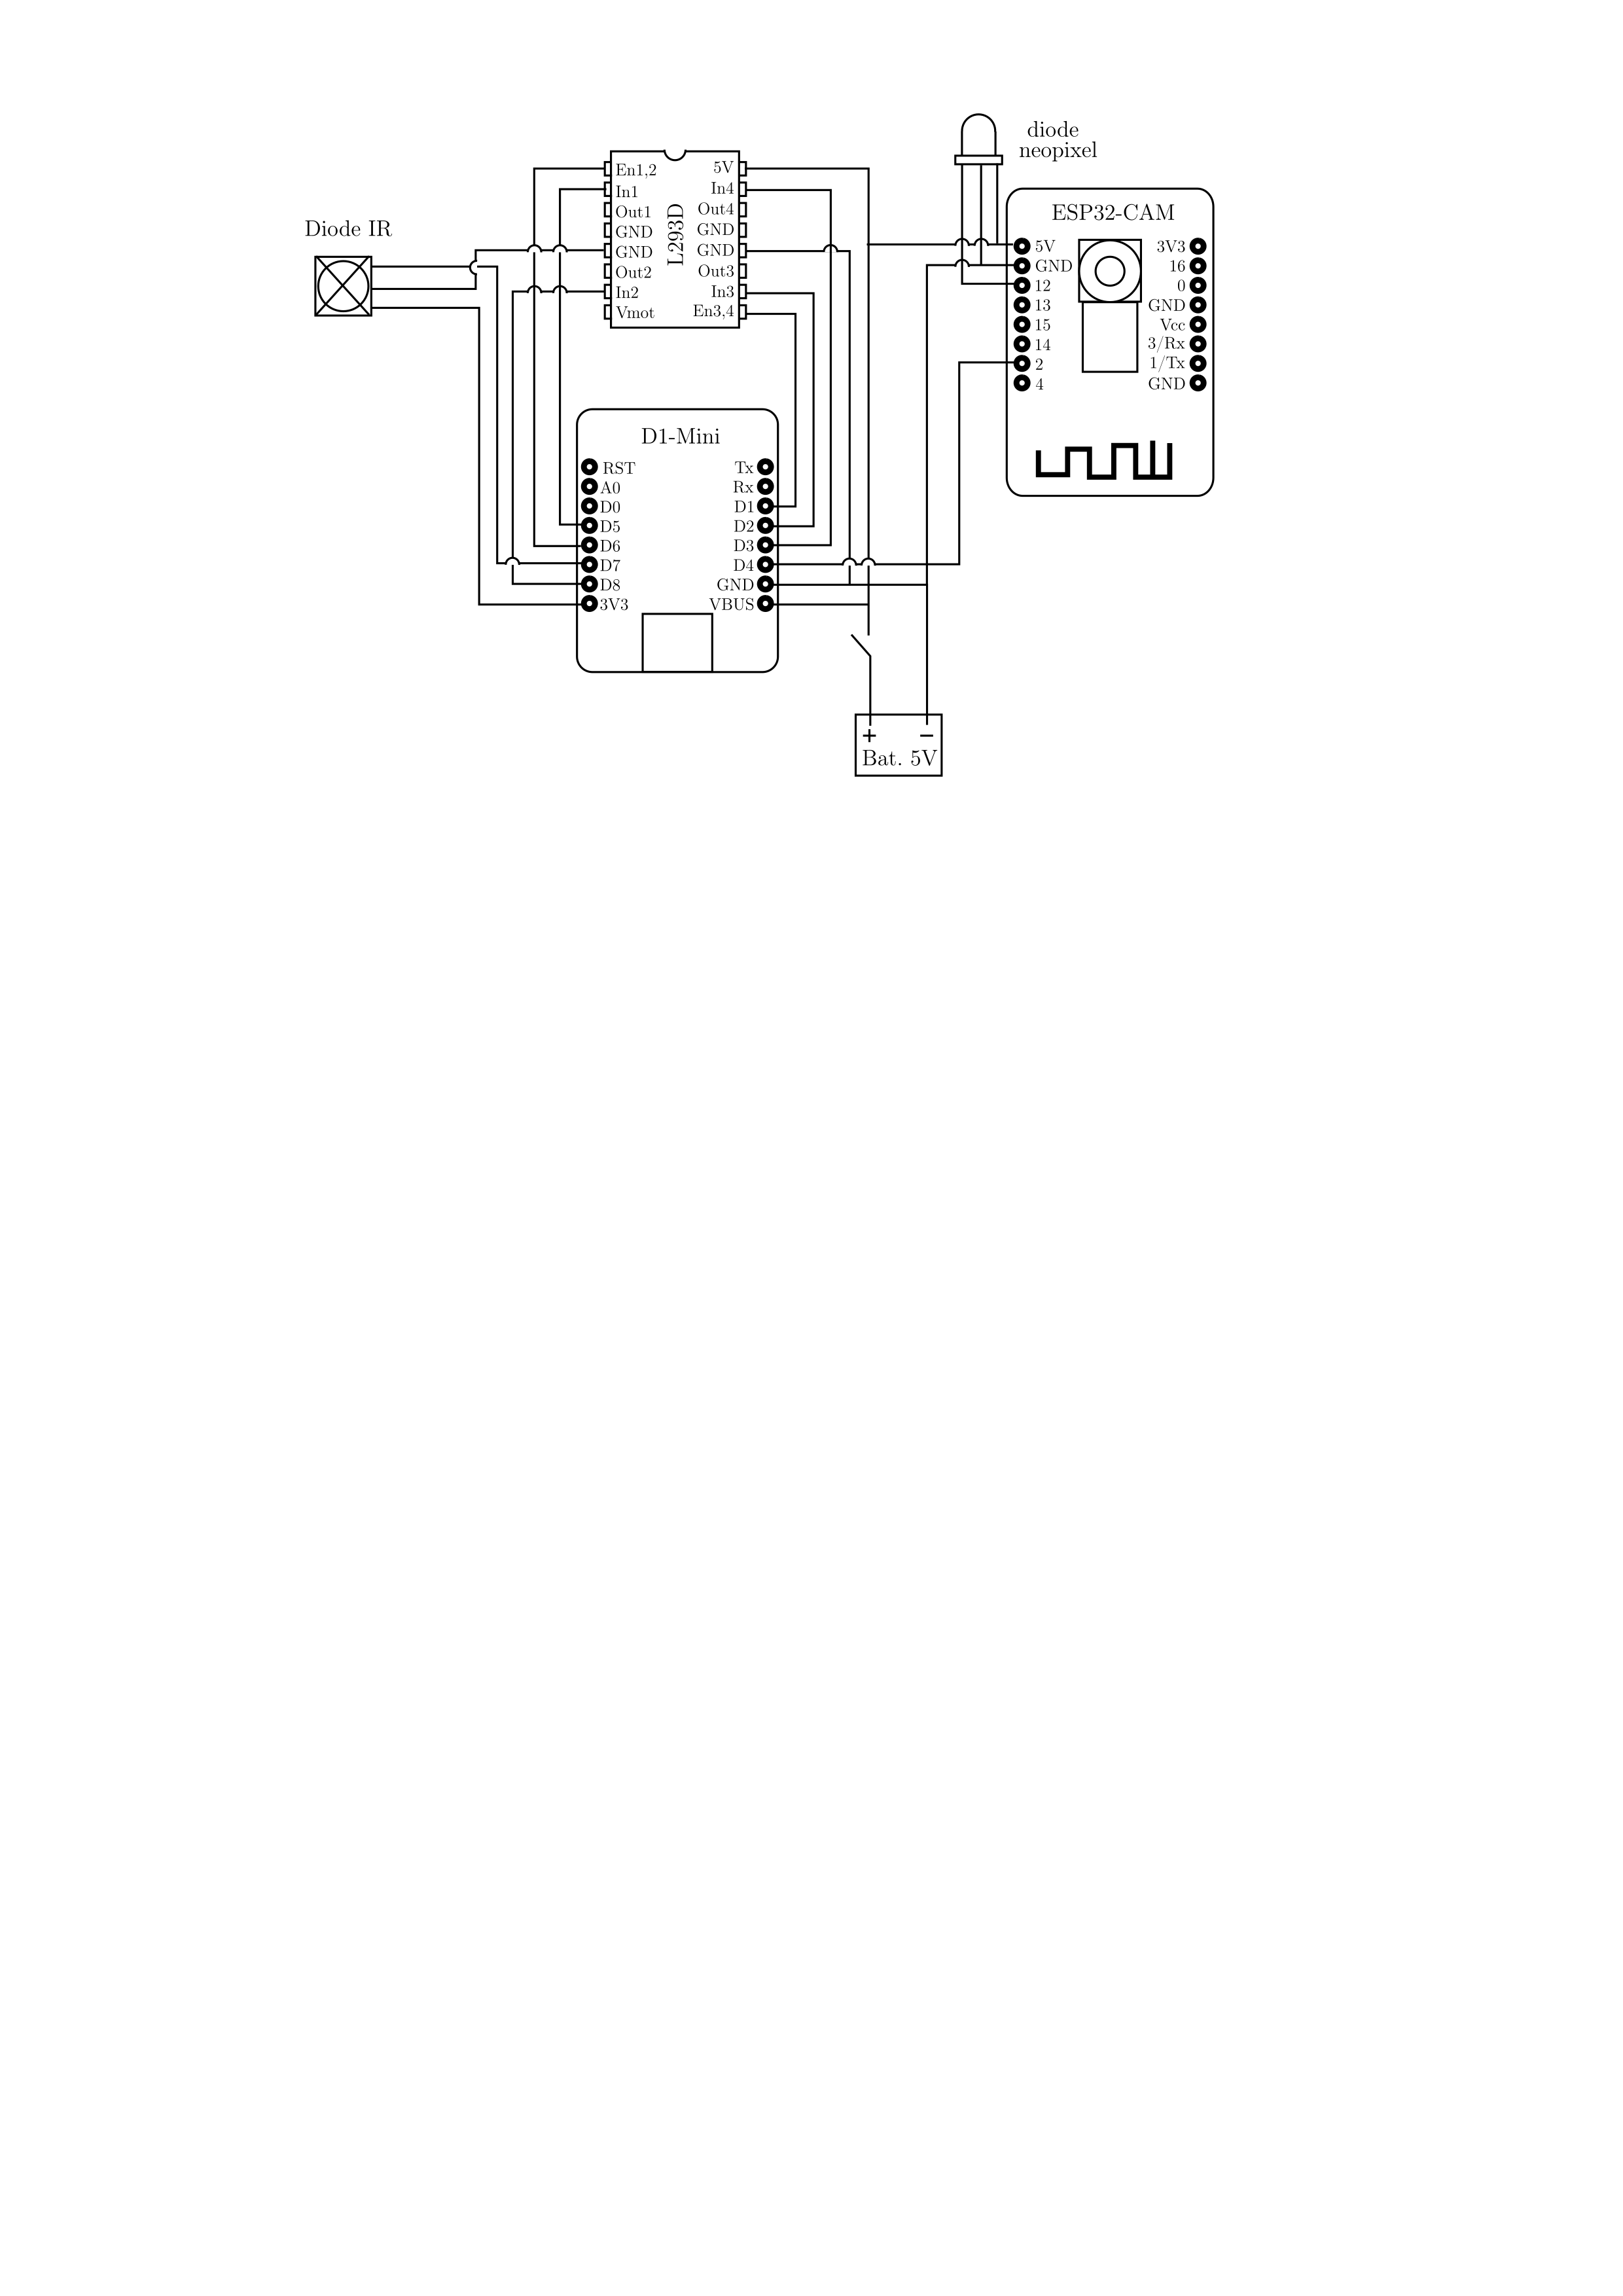 diode
neopixel
Diode IR
L293D
En1,2
In1
Out1
GND
GND
Out2
In2
Vmot
5V
In4
Out4
GND
GND
Out3
In3
En3,4
ESP32-CAM
5V
GND
12
13
15
14
2
4
3V3
16
0
GND
Vcc
3/Rx
1/Tx
GND
D1-Mini
RST
A0
D0
D5
D6
D7
D8
3V3
Tx
Rx
D1
D2
D3
D4
GND
VBUS
+ −
Bat. 5V